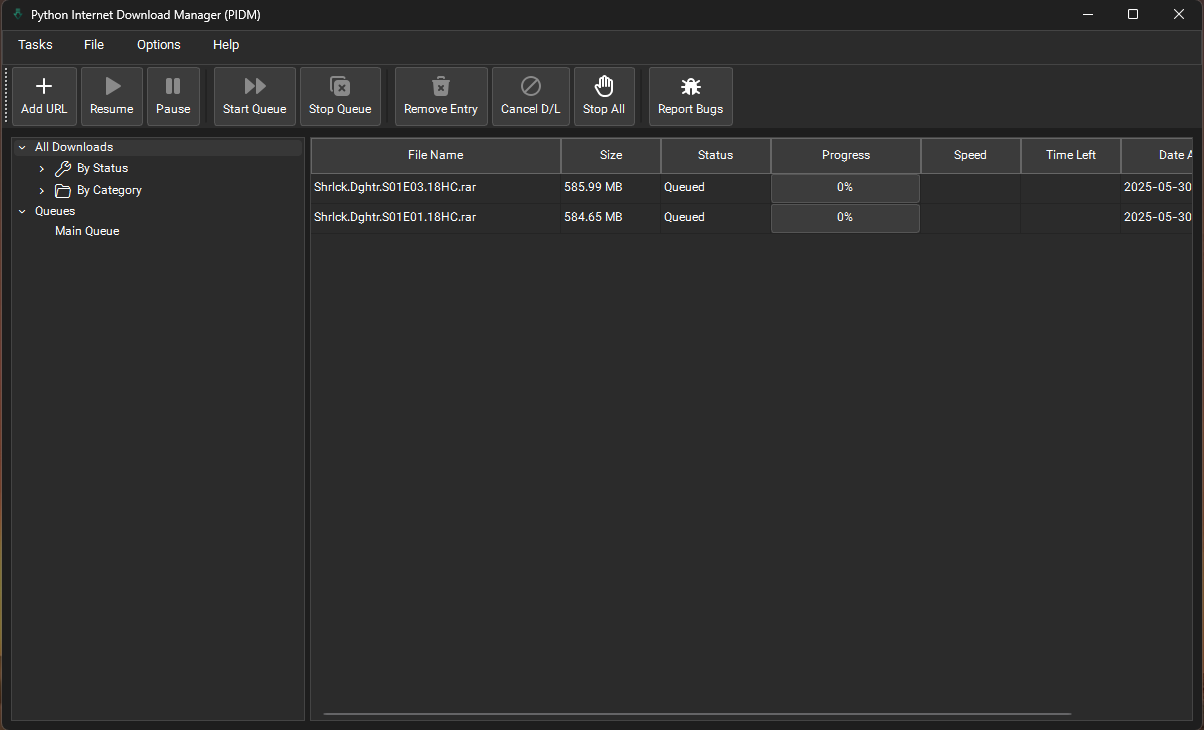 Python Internet Download Manager (PIDM)
Tasks File Options Help
Add URL Resume Pause Start Queue Stop Queue Remove Entry Cancel D/L Stop All Report Bugs
All Downloads
By Status
By Category
Queues
Main Queue
File Name Size Status Progress Speed Time Left Date A
Shrlck.Dghtr.S01E03.18HC.rar 585.99 MB Queued 0% 2025-05-30
Shrlck.Dghtr.S01E01.18HC.rar 584.65 MB Queued 0% 2025-05-30